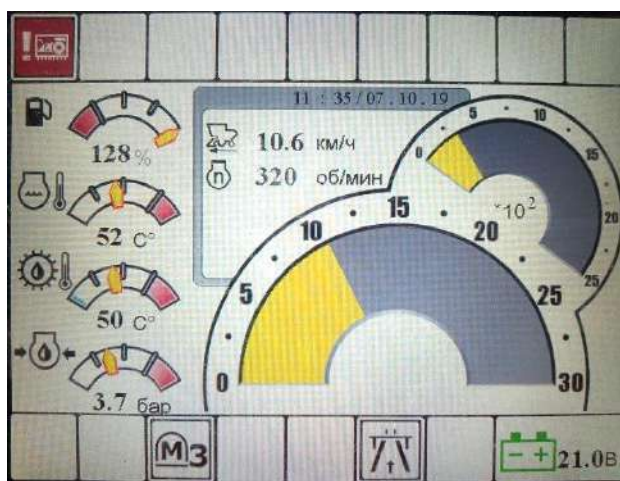 11 : 35 / 07 . 10 . 19
10.6 км/ч
n 320 об/мин
128 %
52 C°
50 C°
3.7 бар
0 5 10 15 20 25
×10²
0 5 10 15 20 25 30
M3
- + 21.0В